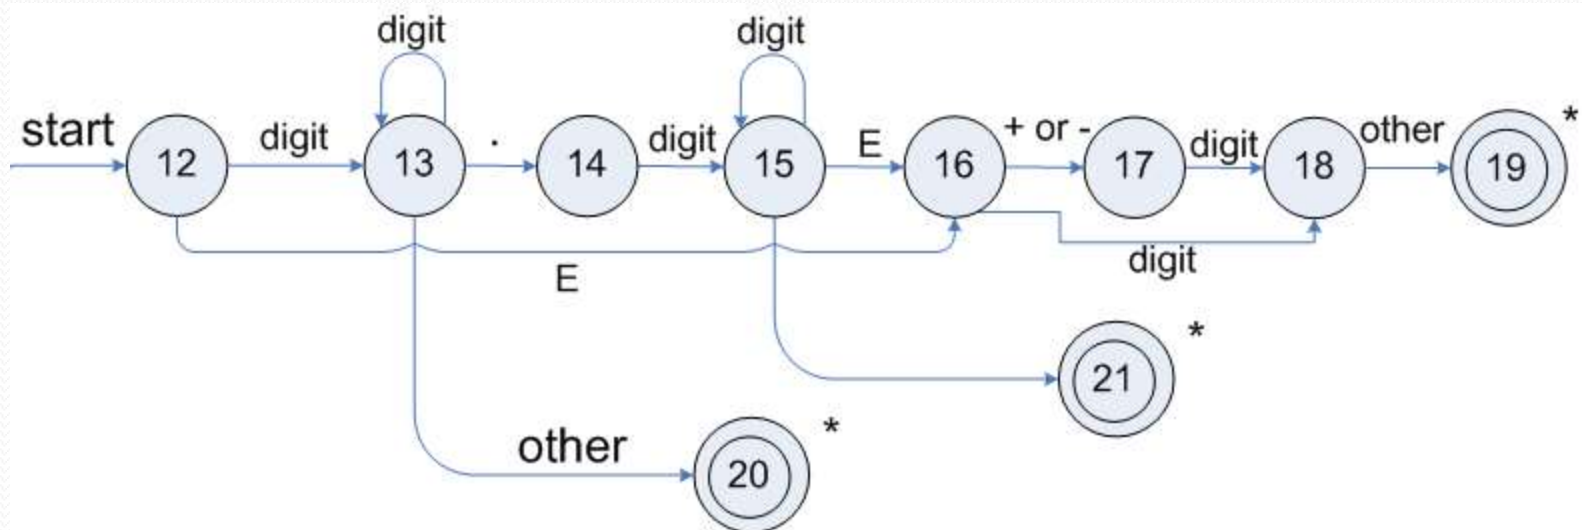 digit digit
start digit . digit E + or - digit other *
12 13 14 15 16 17 18 19
E digit
21 *
other 20 *